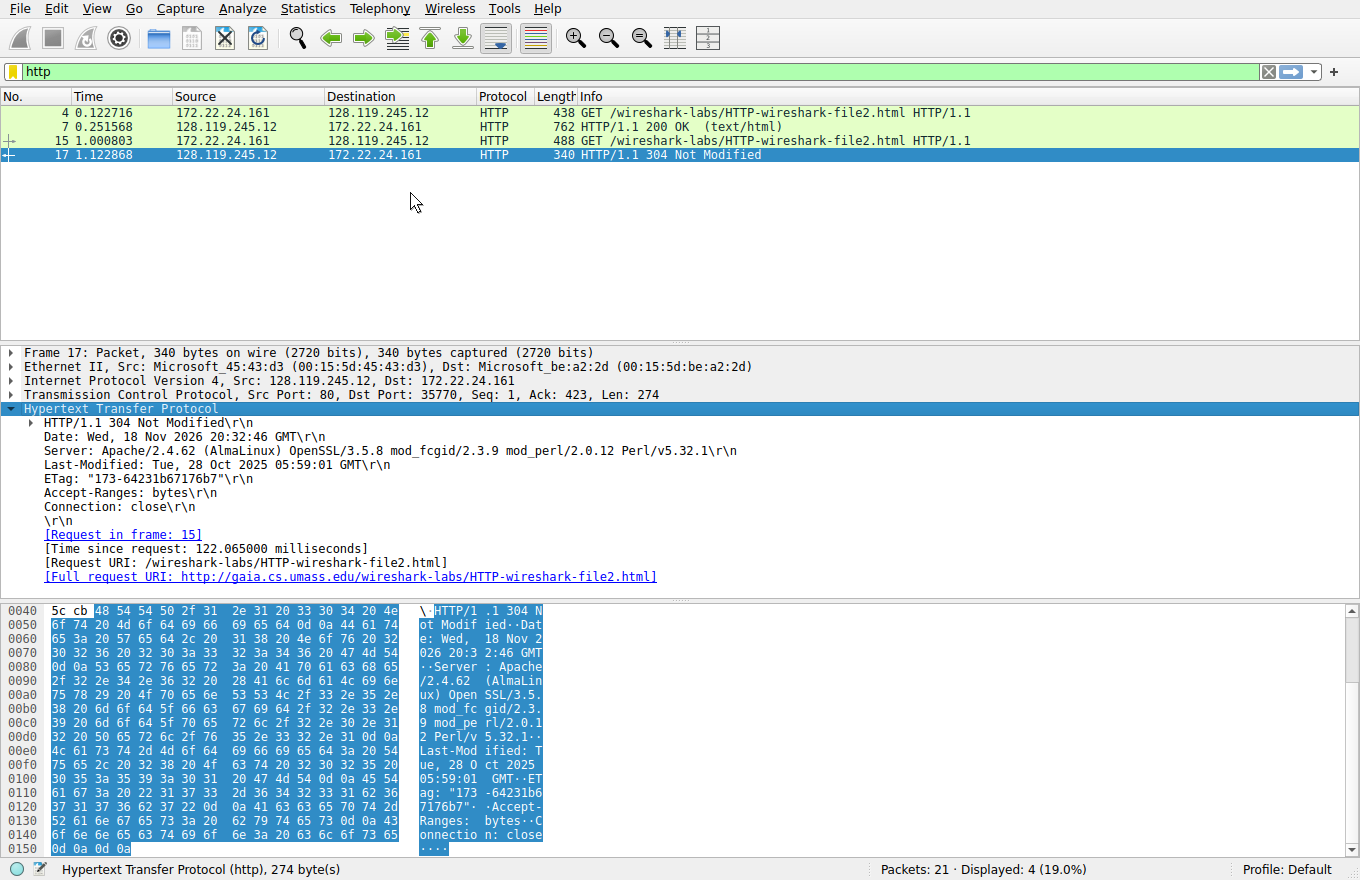 File Edit View Go Capture Analyze Statistics Telephony Wireless Tools Help
http
No. Time Source Destination Protocol Length Info
4 0.122716 172.22.24.161 128.119.245.12 HTTP 438 GET /wireshark-labs/HTTP-wireshark-file2.html HTTP/1.1
7 0.251568 128.119.245.12 172.22.24.161 HTTP 762 HTTP/1.1 200 OK (text/html)
15 1.000803 172.22.24.161 128.119.245.12 HTTP 488 GET /wireshark-labs/HTTP-wireshark-file2.html HTTP/1.1
17 1.122868 128.119.245.12 172.22.24.161 HTTP 340 HTTP/1.1 304 Not Modified
Frame 17: Packet, 340 bytes on wire (2720 bits), 340 bytes captured (2720 bits)
Ethernet II, Src: Microsoft_45:43:d3 (00:15:5d:45:43:d3), Dst: Microsoft_be:a2:2d (00:15:5d:be:a2:2d)
Internet Protocol Version 4, Src: 128.119.245.12, Dst: 172.22.24.161
Transmission Control Protocol, Src Port: 80, Dst Port: 35770, Seq: 1, Ack: 423, Len: 274
Hypertext Transfer Protocol
HTTP/1.1 304 Not Modified\r\n
Date: Wed, 18 Nov 2026 20:32:46 GMT\r\n
Server: Apache/2.4.62 (AlmaLinux) OpenSSL/3.5.8 mod_fcgid/2.3.9 mod_perl/2.0.12 Perl/v5.32.1\r\n
Last-Modified: Tue, 28 Oct 2025 05:59:01 GMT\r\n
ETag: "173-64231b67176b7"\r\n
Accept-Ranges: bytes\r\n
Connection: close\r\n
\r\n
[Request in frame: 15]
[Time since request: 122.065000 milliseconds]
[Request URI: /wireshark-labs/HTTP-wireshark-file2.html]
[Full request URI: http://gaia.cs.umass.edu/wireshark-labs/HTTP-wireshark-file2.html]
0040 5c cb 48 54 54 50 2f 31 2e 31 20 33 30 34 20 4e \·HTTP/1 .1 304 N
0050 6f 74 20 4d 6f 64 69 66 69 65 64 0d 0a 44 61 74 ot Modif ied··Dat
0060 65 3a 20 57 65 64 2c 20 31 38 20 4e 6f 76 20 32 e: Wed, 18 Nov 2
0070 30 32 36 20 32 30 3a 33 32 3a 34 36 20 47 4d 54 026 20:3 2:46 GMT
0080 0d 0a 53 65 72 76 65 72 3a 20 41 70 61 63 68 65 ··Server : Apache
0090 2f 32 2e 34 2e 36 32 20 28 41 6c 6d 61 4c 69 6e /2.4.62 (AlmaLin
00a0 75 78 29 20 4f 70 65 6e 53 53 4c 2f 33 2e 35 2e ux) Open SSL/3.5.
00b0 38 20 6d 6f 64 5f 66 63 67 69 64 2f 32 2e 33 2e 8 mod_fc gid/2.3.
00c0 39 20 6d 6f 64 5f 70 65 72 6c 2f 32 2e 30 2e 31 9 mod_pe rl/2.0.1
00d0 32 20 50 65 72 6c 2f 76 35 2e 33 32 2e 31 0d 0a 2 Perl/v 5.32.1··
00e0 4c 61 73 74 2d 4d 6f 64 69 66 69 65 64 3a 20 54 Last-Mod ified: T
00f0 75 65 2c 20 32 38 20 4f 63 74 20 32 30 32 35 20 ue, 28 O ct 2025
0100 30 35 3a 35 39 3a 30 31 20 47 4d 54 0d 0a 45 54 05:59:01 GMT··ET
0110 61 67 3a 20 22 31 37 33 2d 36 34 32 33 31 62 36 ag: "173 -64231b6
0120 37 31 37 36 62 37 22 0d 0a 41 63 63 65 70 74 2d 7176b7"· ·Accept-
0130 52 61 6e 67 65 73 3a 20 62 79 74 65 73 0d 0a 43 Ranges: bytes··C
0140 6f 6e 6e 65 63 74 69 6f 6e 3a 20 63 6c 6f 73 65 onnectio n: close
0150 0d 0a 0d 0a ····
Hypertext Transfer Protocol (http), 274 byte(s) Packets: 21 · Displayed: 4 (19.0%) Profile: Default